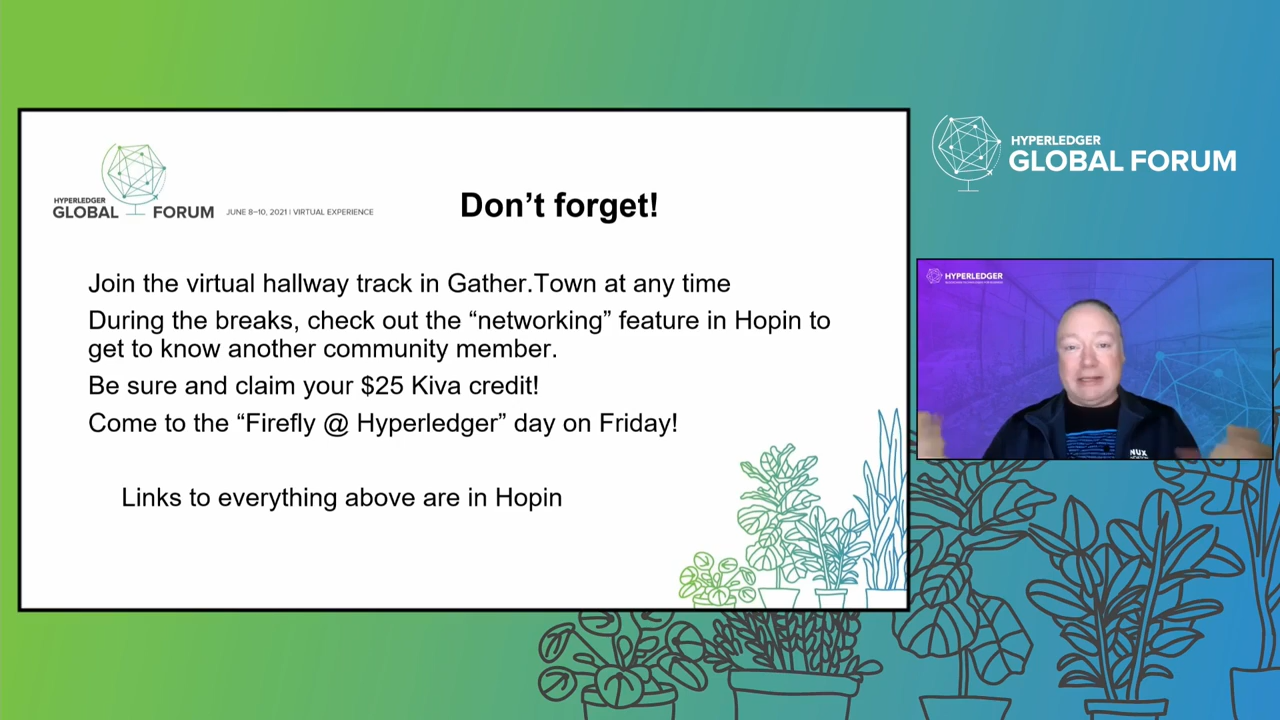 HYPERLEDGER
GLOBAL FORUM
JUNE 8–10, 2021 | VIRTUAL EXPERIENCE
Don’t forget!
Join the virtual hallway track in Gather.Town at any time
During the breaks, check out the “networking” feature in Hopin to
get to know another community member.
Be sure and claim your $25 Kiva credit!
Come to the “Firefly @ Hyperledger” day on Friday!
Links to everything above are in Hopin
HYPERLEDGER
GLOBAL FORUM
HYPERLEDGER
NUX